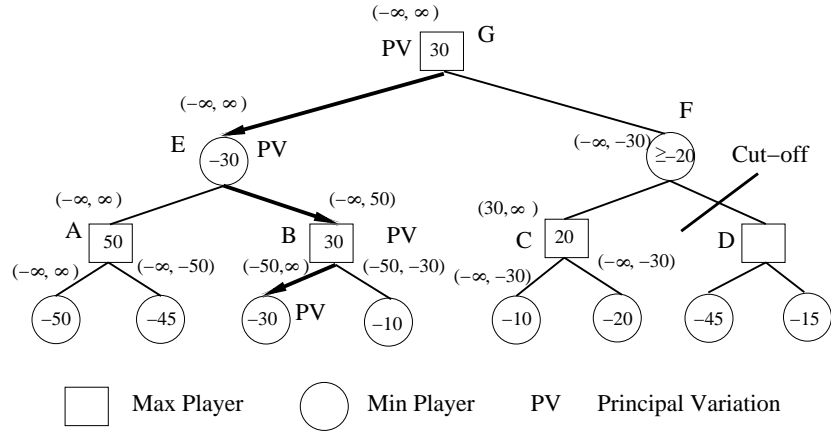 (−∞, ∞)
G
PV 30
(−∞, ∞)
E −30 PV
F
(−∞, −30) ≥−20
Cut−off
(−∞, ∞)
(−∞, 50)
(30,∞)
A 50
B 30 PV
C 20
D
(−∞, ∞)
(−∞, −50)
(−50,∞)
(−50, −30)
(−∞, −30)
(−∞, −30)
−50
−45
−30 PV
−10
−10
−20
−45
−15
Max Player
Min Player
PV Principal Variation